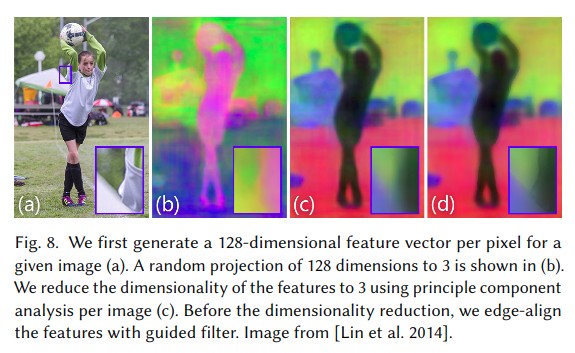 (a)
(b)
(c)
(d)
Fig. 8. We first generate a 128-dimensional feature vector per pixel for a
given image (a). A random projection of 128 dimensions to 3 is shown in (b).
We reduce the dimensionality of the features to 3 using principle component
analysis per image (c). Before the dimensionality reduction, we edge-align
the features with guided filter. Image from [Lin et al. 2014].